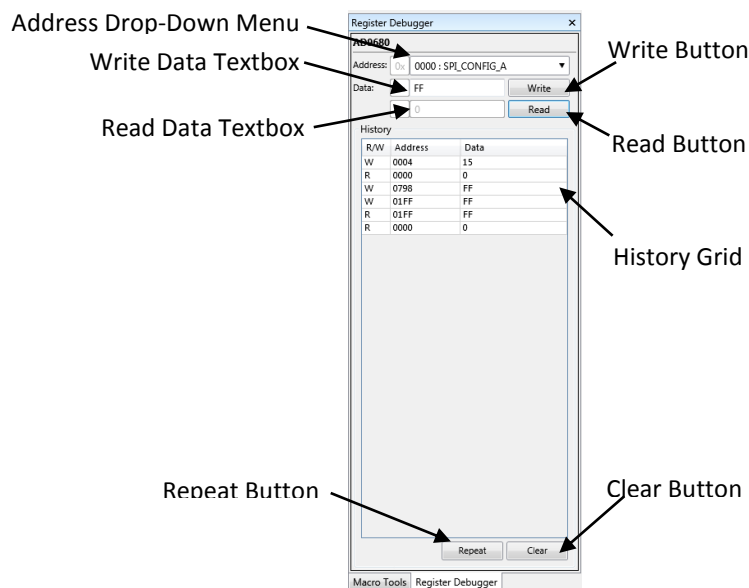 Register Debugger ×
Address Drop-Down Menu
AD9680
Write Button
Address: 0x 0000 : SPI_CONFIG_A ▼
Write Data Textbox
Data: FF Write
Read Data Textbox
0 Read
Read Button
History
R/W Address Data
W 0004 15
R 0000 0
W 0798 FF
W 01FF FF
R 01FF FF
R 0000 0
History Grid
Repeat Button
Clear Button
Repeat Clear
Macro Tools Register Debugger